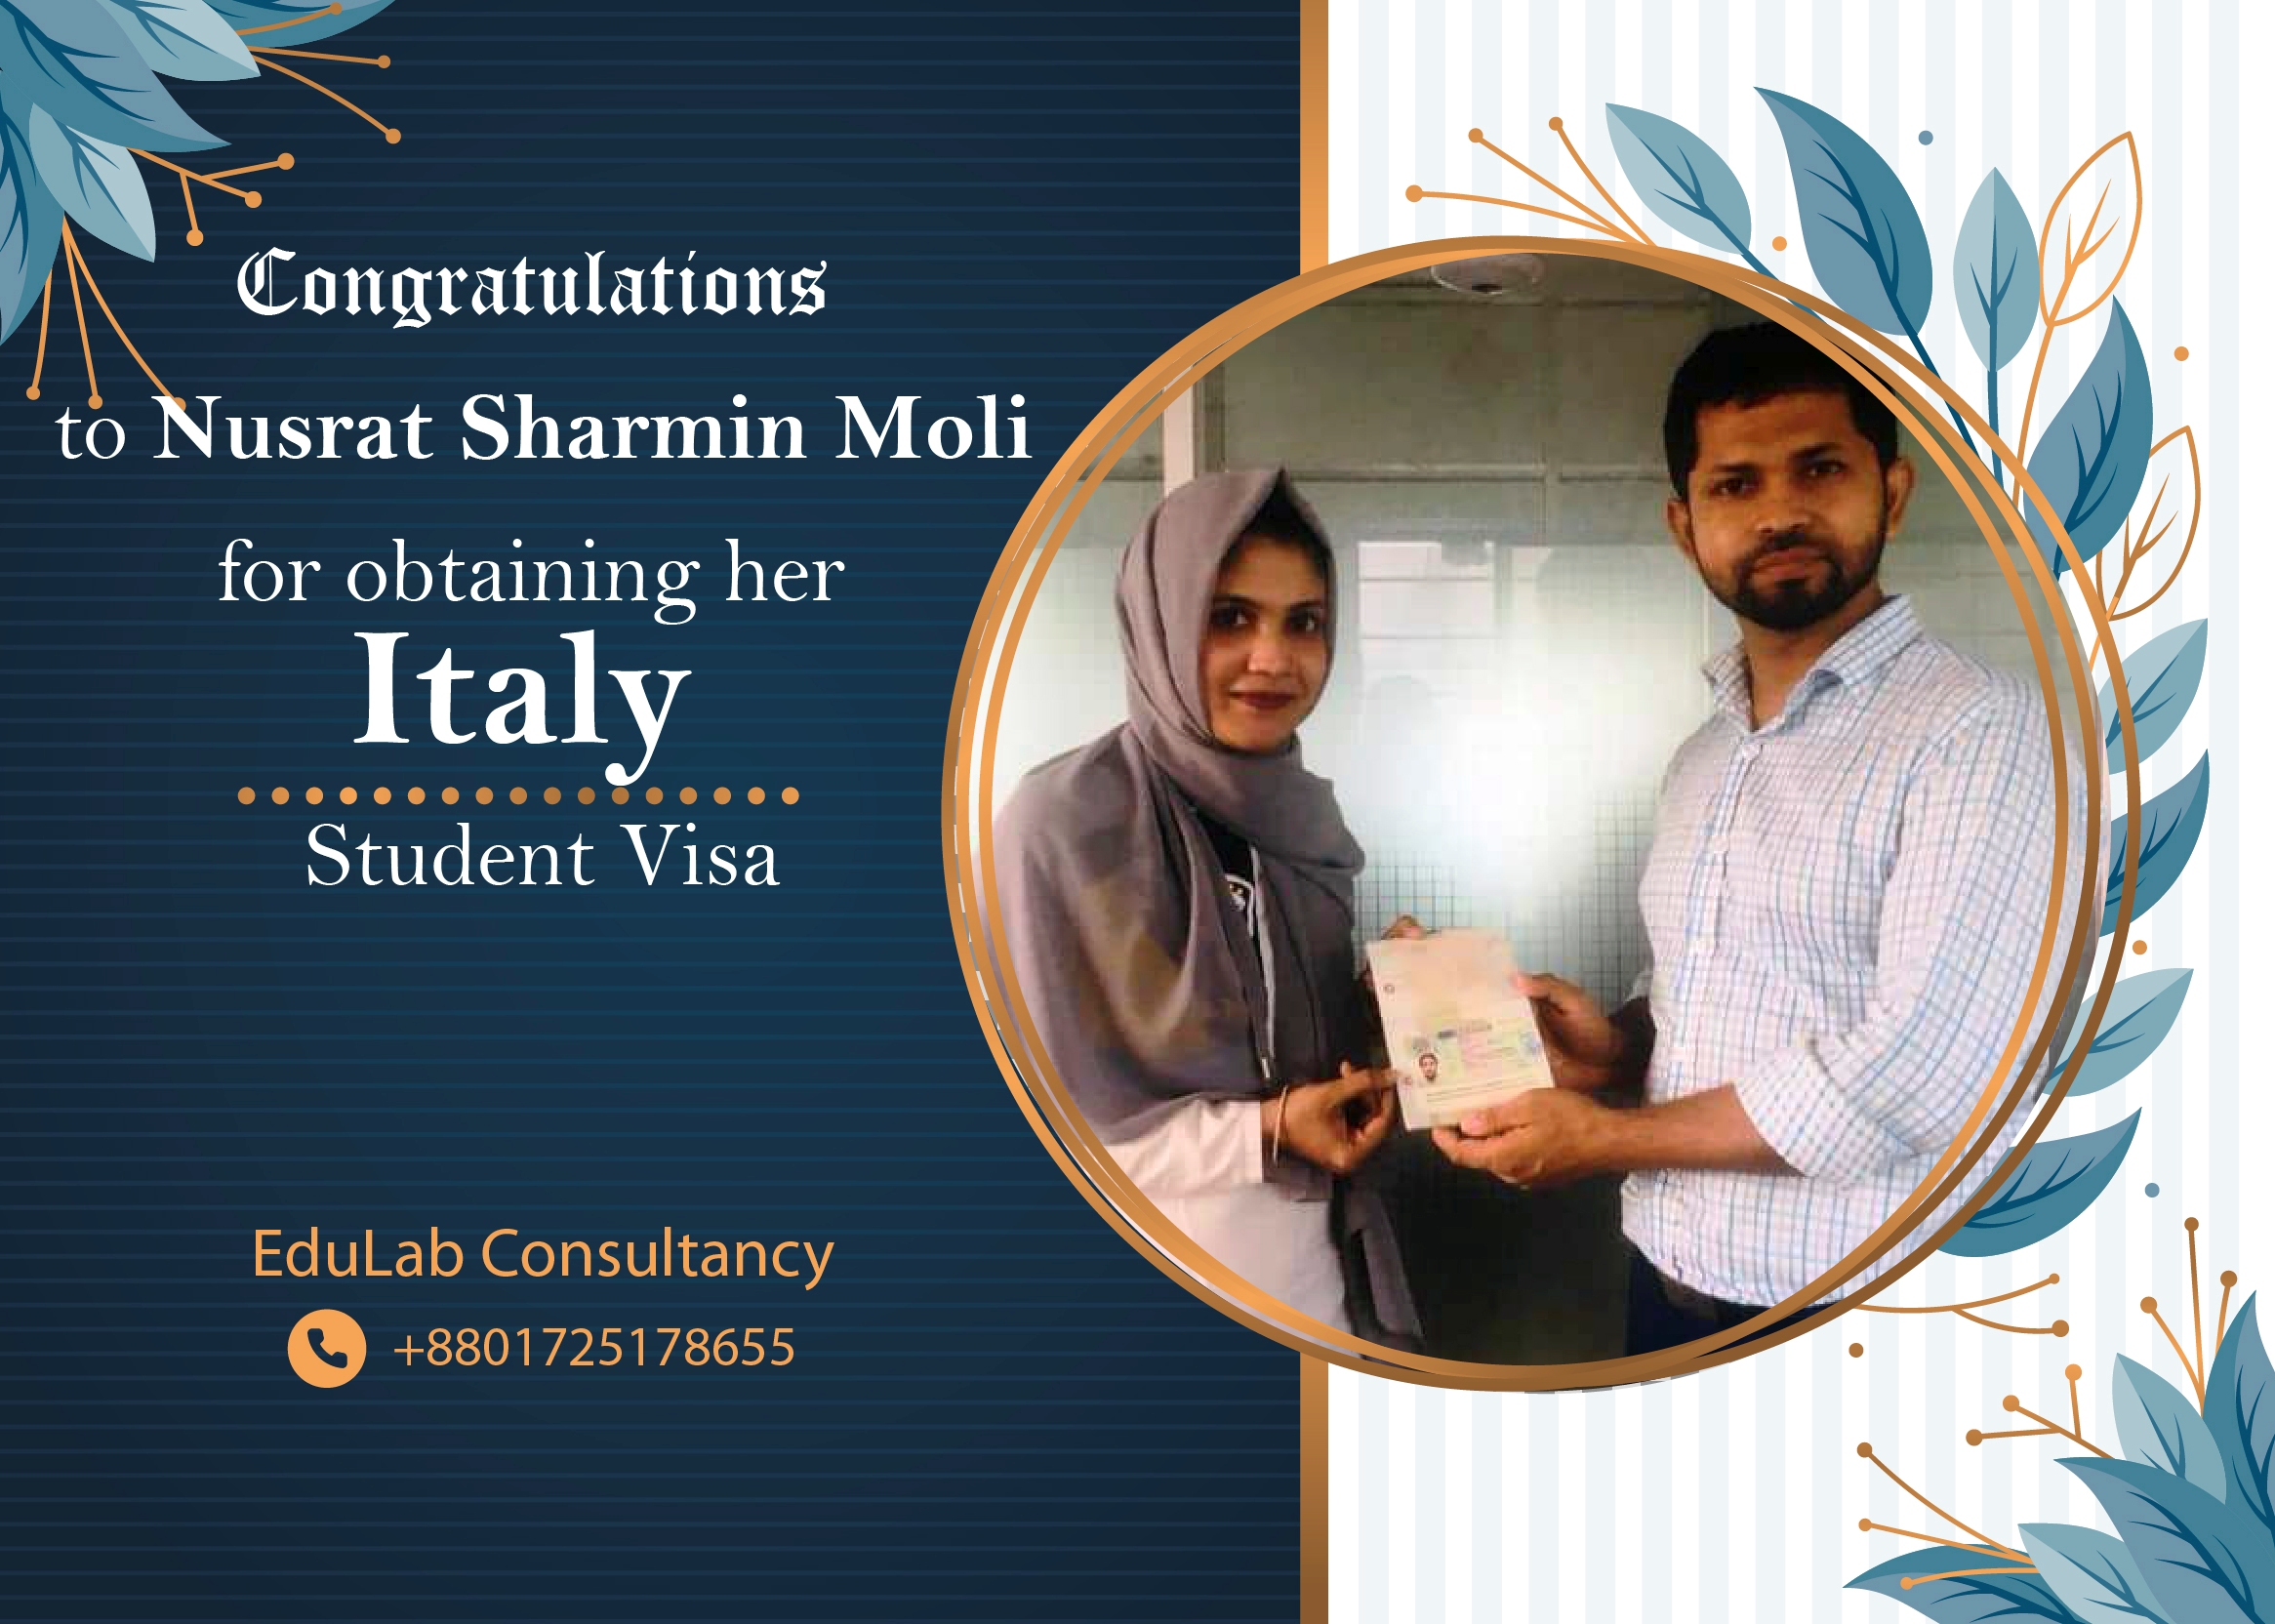 Congratulations
to Nusrat Sharmin Moli
for obtaining her
Italy
Student Visa
EduLab Consultancy
+8801725178655